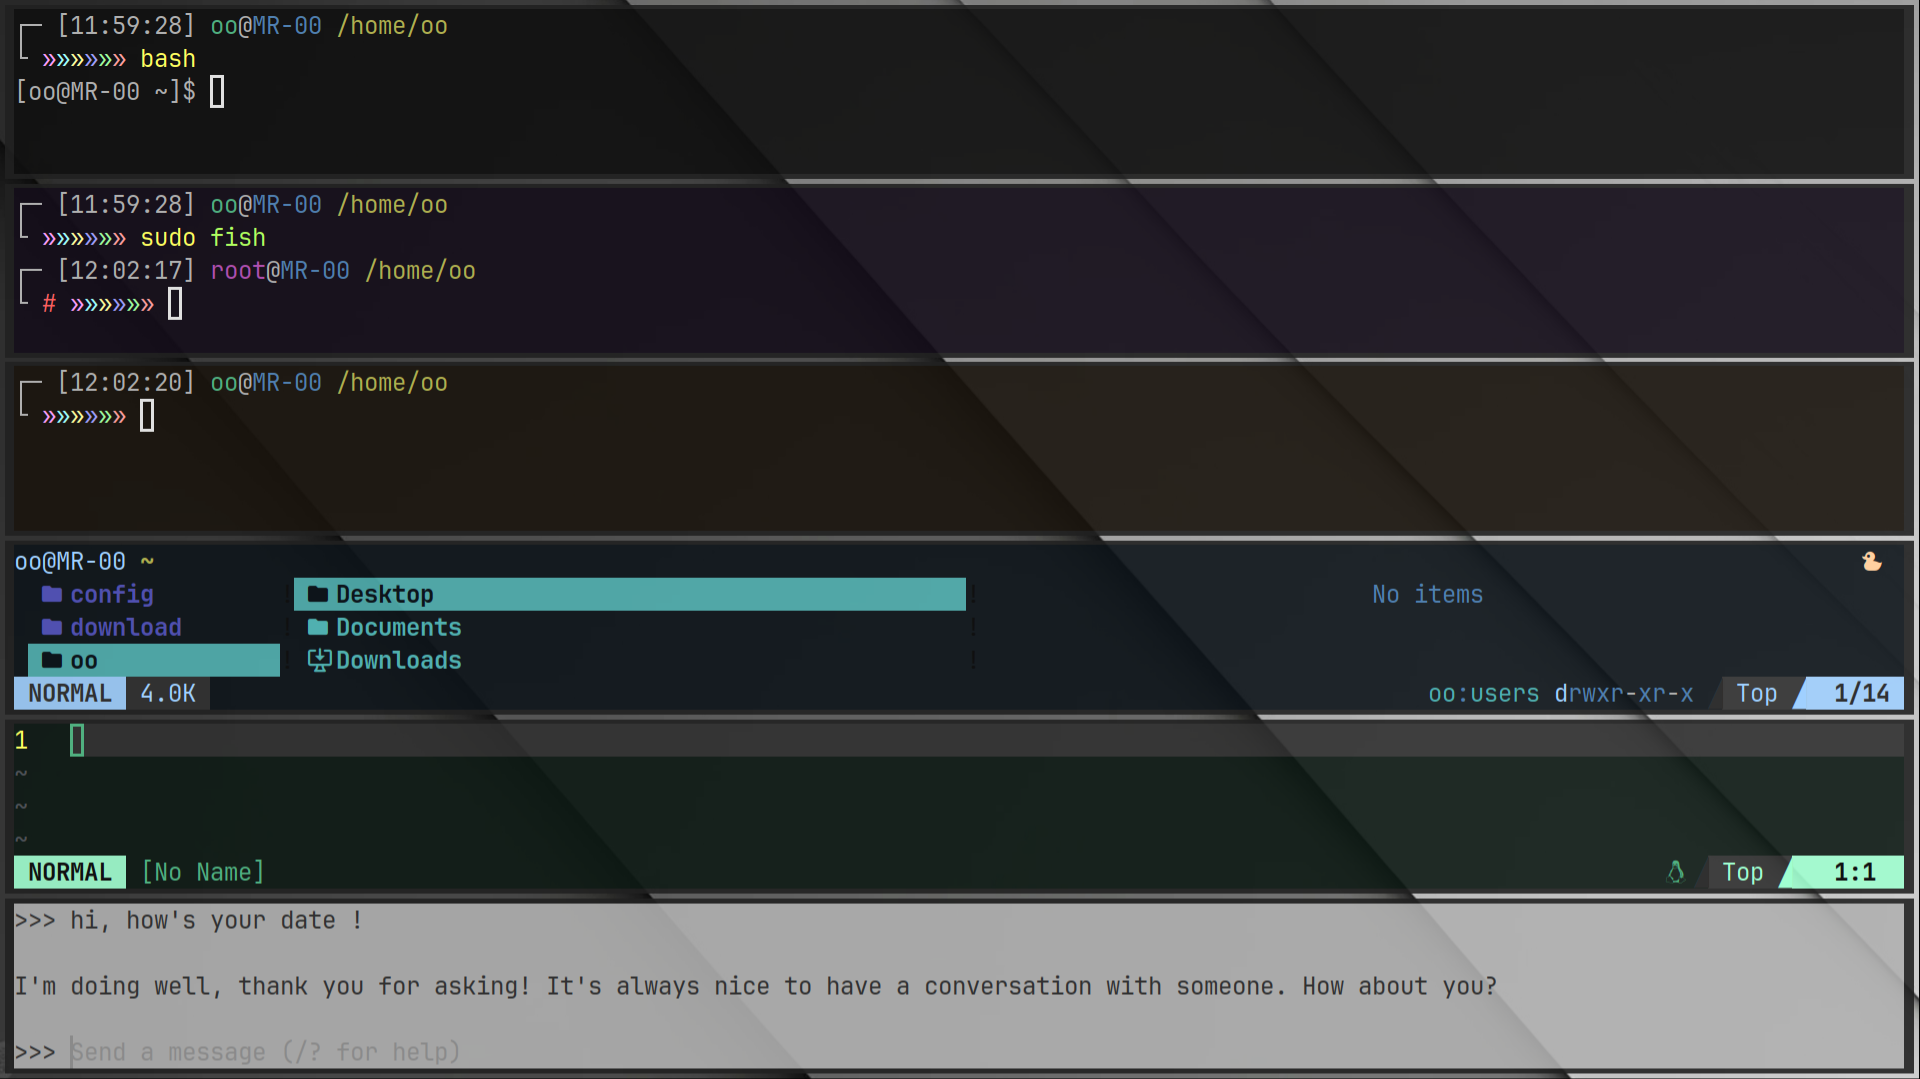 [11:59:28] oo@MR-00 /home/oo
»»»»»» bash
[oo@MR-00 ~]$
[11:59:28] oo@MR-00 /home/oo
»»»»»» sudo fish
[12:02:17] root@MR-00 /home/oo
# »»»»»»
[12:02:20] oo@MR-00 /home/oo
»»»»»»
oo@MR-00 ~
config ! Desktop ! No items
download ! Documents !
oo ! Downloads !
NORMAL 4.0K oo:users drwxr-xr-x Top 1/14
1
~
~
~
NORMAL [No Name] Top 1:1
>>> hi, how's your date !
I'm doing well, thank you for asking! It's always nice to have a conversation with someone. How about you?
>>> Send a message (/? for help)